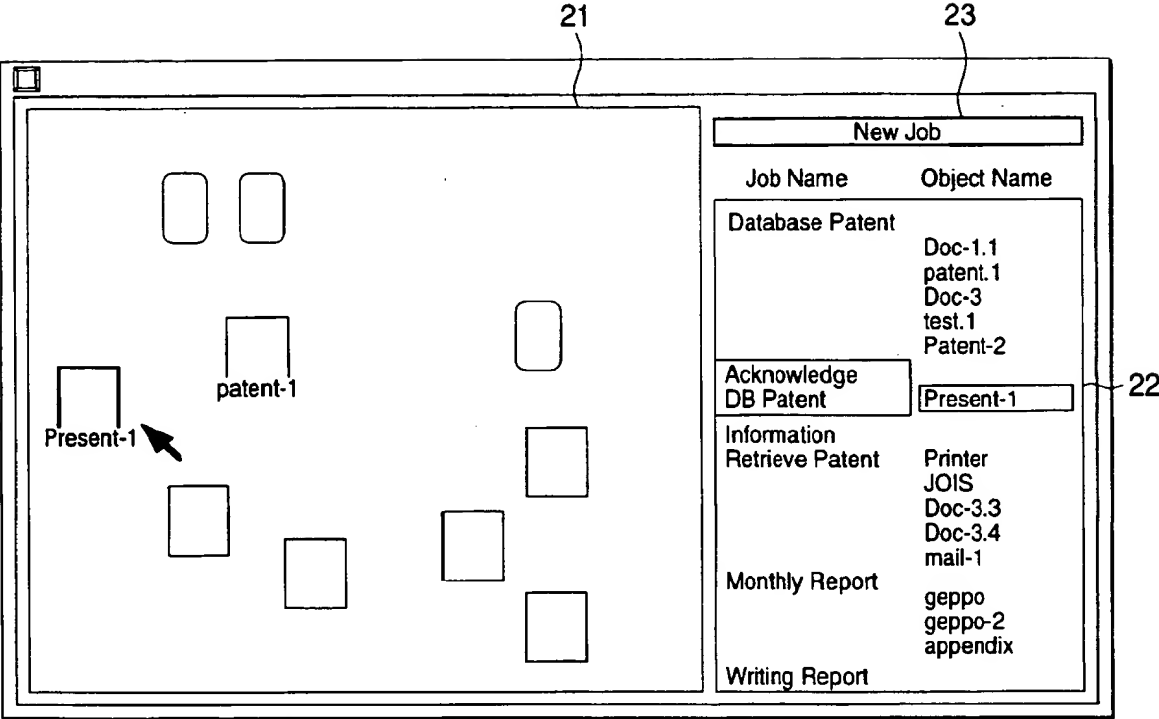 21
23
New Job
Job Name Object Name
Database Patent
Doc-1.1
patent.1
Doc-3
test.1
Patent-2
Acknowledge
DB Patent Present-1
22
Information
Retrieve Patent Printer
JOIS
Doc-3.3
Doc-3.4
mail-1
Monthly Report
geppo
geppo-2
appendix
Writing Report
patent-1
Present-1